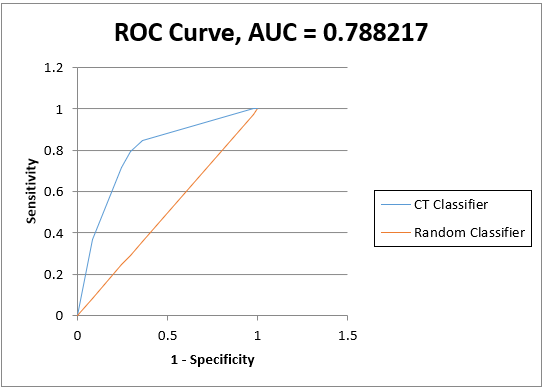 ROC Curve, AUC = 0.788217
1.2
1
0.8
0.6
0.4
0.2
0
Sensitivity
0
0.5
1
1.5
1 - Specificity
CT Classifier
Random Classifier